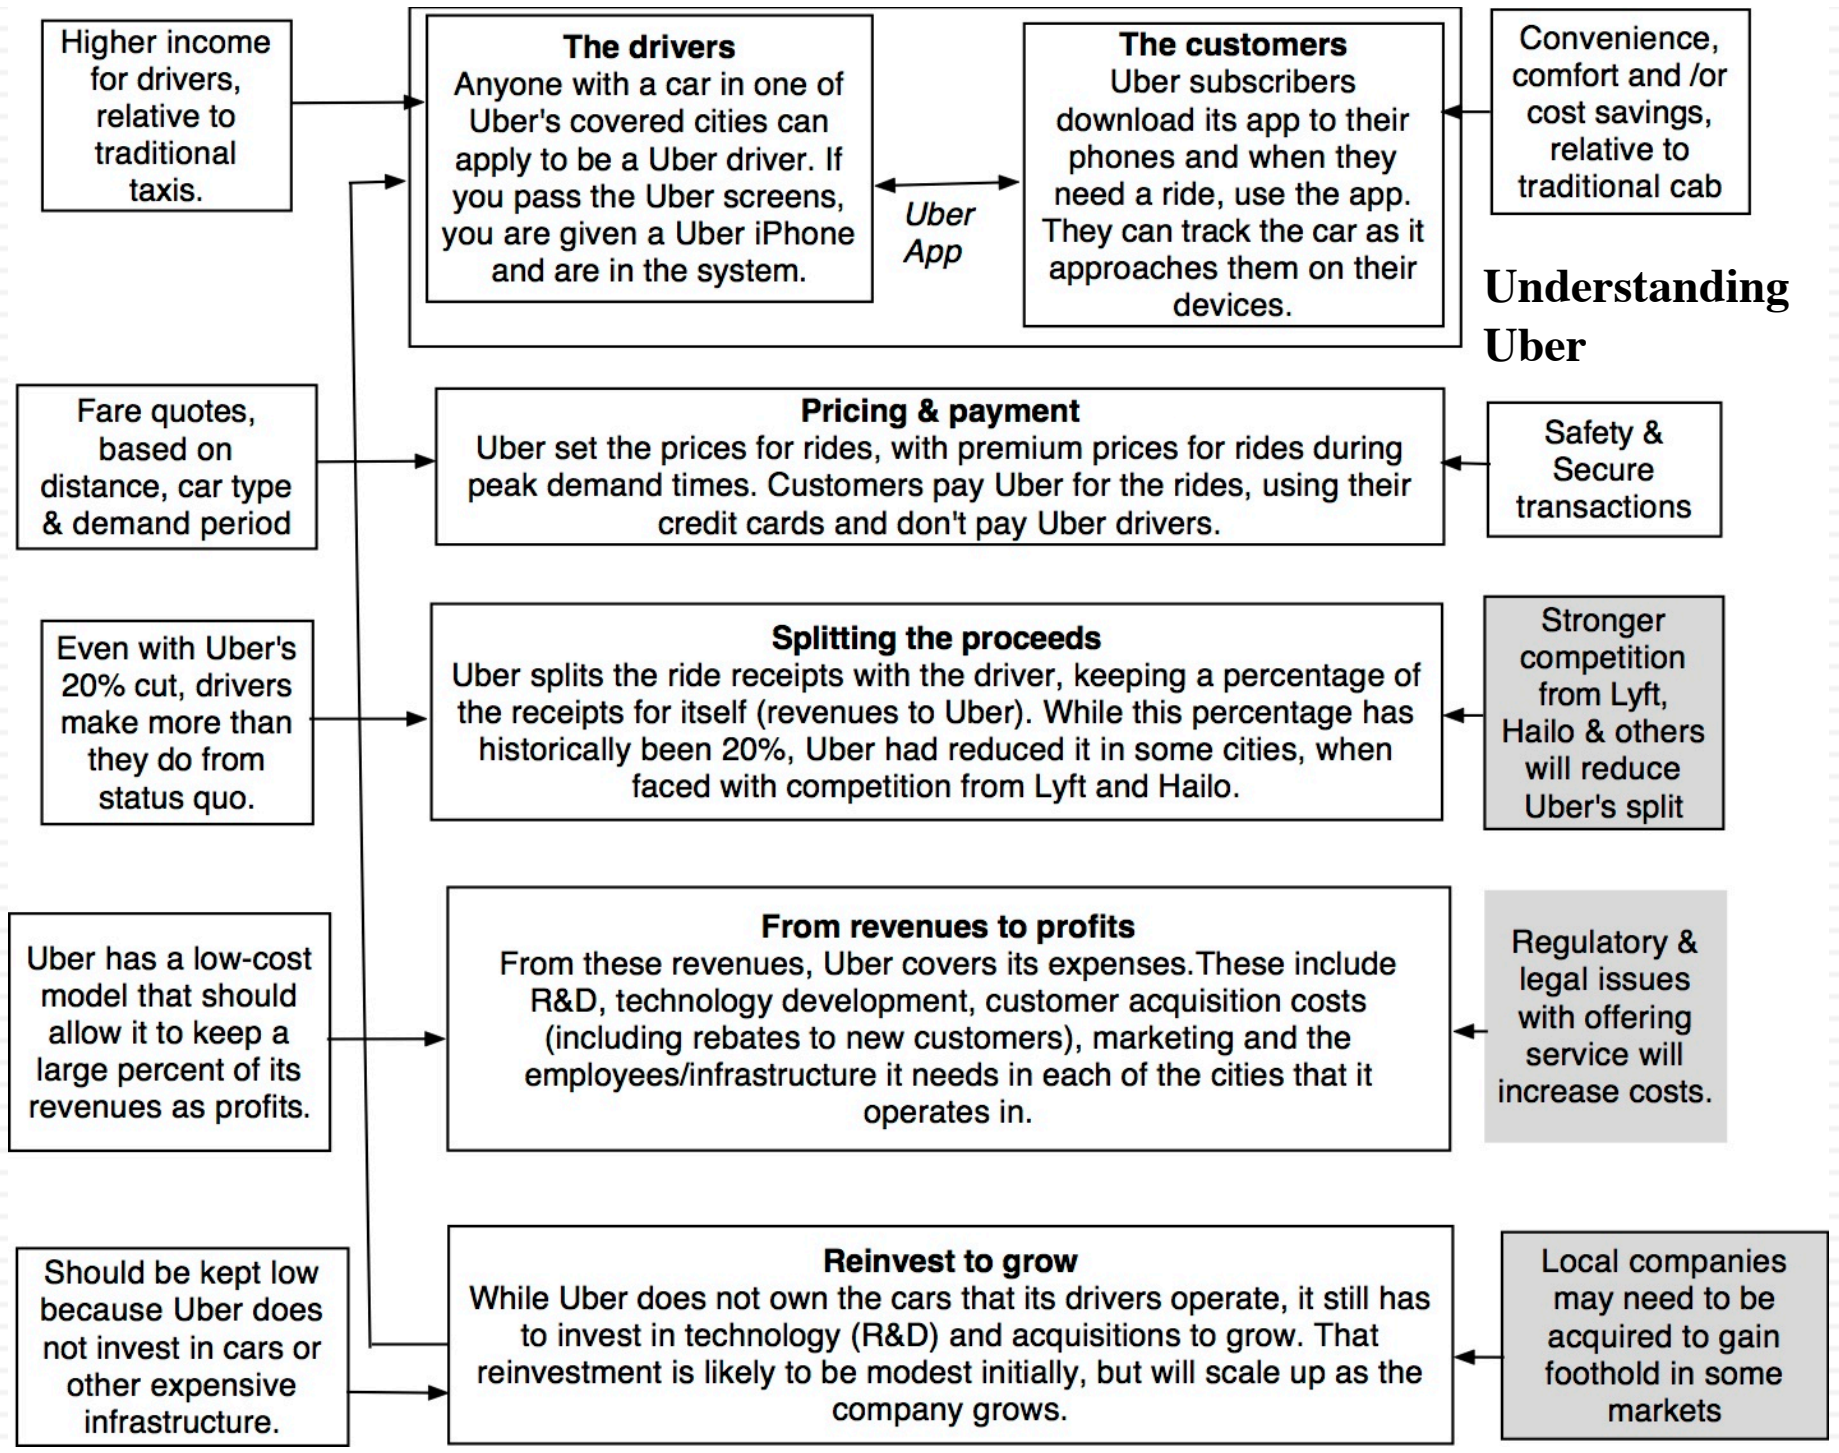 Higher income
for drivers,
relative to
traditional
taxis.
The drivers
Anyone with a car in one of
Uber's covered cities can
apply to be a Uber driver. If
you pass the Uber screens,
you are given a Uber iPhone
and are in the system.
Uber
App
The customers
Uber subscribers
download its app to their
phones and when they
need a ride, use the app.
They can track the car as it
approaches them on their
devices.
Convenience,
comfort and /or
cost savings,
relative to
traditional cab
Understanding
Uber
Fare quotes,
based on
distance, car type
& demand period
Pricing & payment
Uber set the prices for rides, with premium prices for rides during
peak demand times. Customers pay Uber for the rides, using their
credit cards and don't pay Uber drivers.
Safety &
Secure
transactions
Even with Uber's
20% cut, drivers
make more than
they do from
status quo.
Splitting the proceeds
Uber splits the ride receipts with the driver, keeping a percentage of
the receipts for itself (revenues to Uber). While this percentage has
historically been 20%, Uber had reduced it in some cities, when
faced with competition from Lyft and Hailo.
Stronger
competition
from Lyft,
Hailo & others
will reduce
Uber's split
Uber has a low-cost
model that should
allow it to keep a
large percent of its
revenues as profits.
From revenues to profits
From these revenues, Uber covers its expenses.These include
R&D, technology development, customer acquisition costs
(including rebates to new customers), marketing and the
employees/infrastructure it needs in each of the cities that it
operates in.
Regulatory &
legal issues
with offering
service will
increase costs.
Should be kept low
because Uber does
not invest in cars or
other expensive
infrastructure.
Reinvest to grow
While Uber does not own the cars that its drivers operate, it still has
to invest in technology (R&D) and acquisitions to grow. That
reinvestment is likely to be modest initially, but will scale up as the
company grows.
Local companies
may need to be
acquired to gain
foothold in some
markets